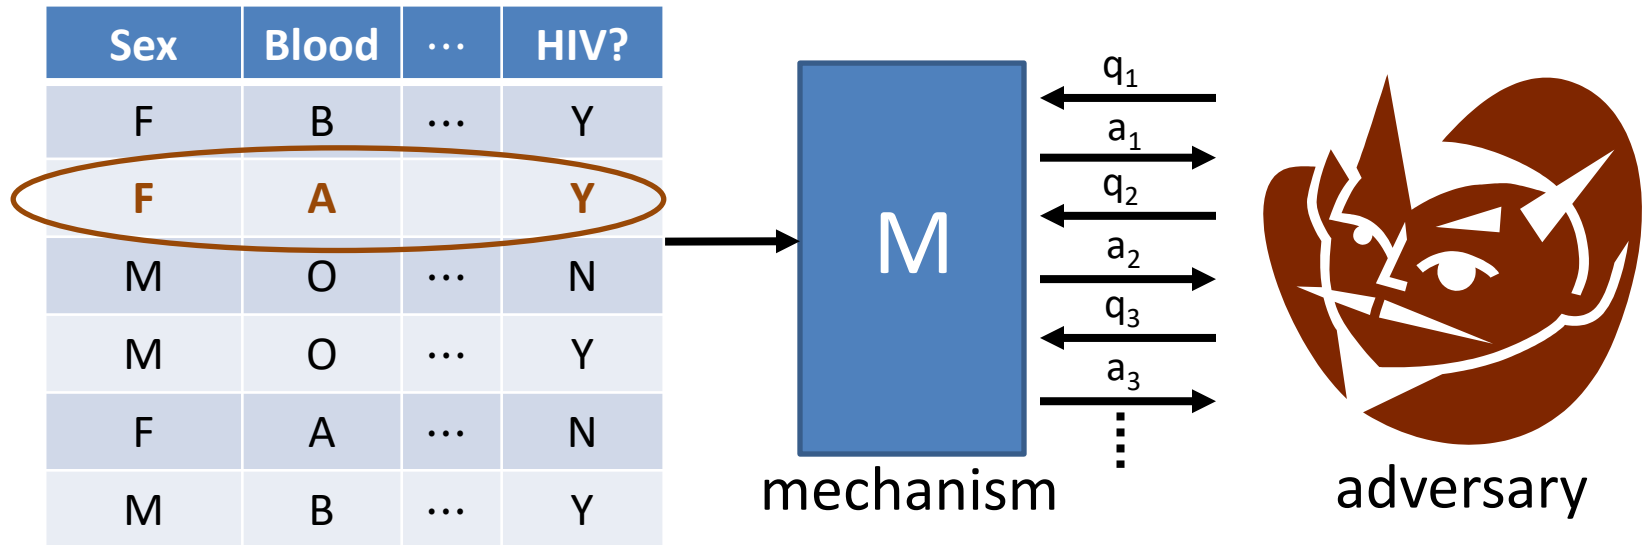 Sex Blood ... HIV?
F B ... Y
F A Y
M O ... N
M O ... Y
F A ... N
M B ... Y
M
mechanism
q1
a1
q2
a2
q3
a3
adversary